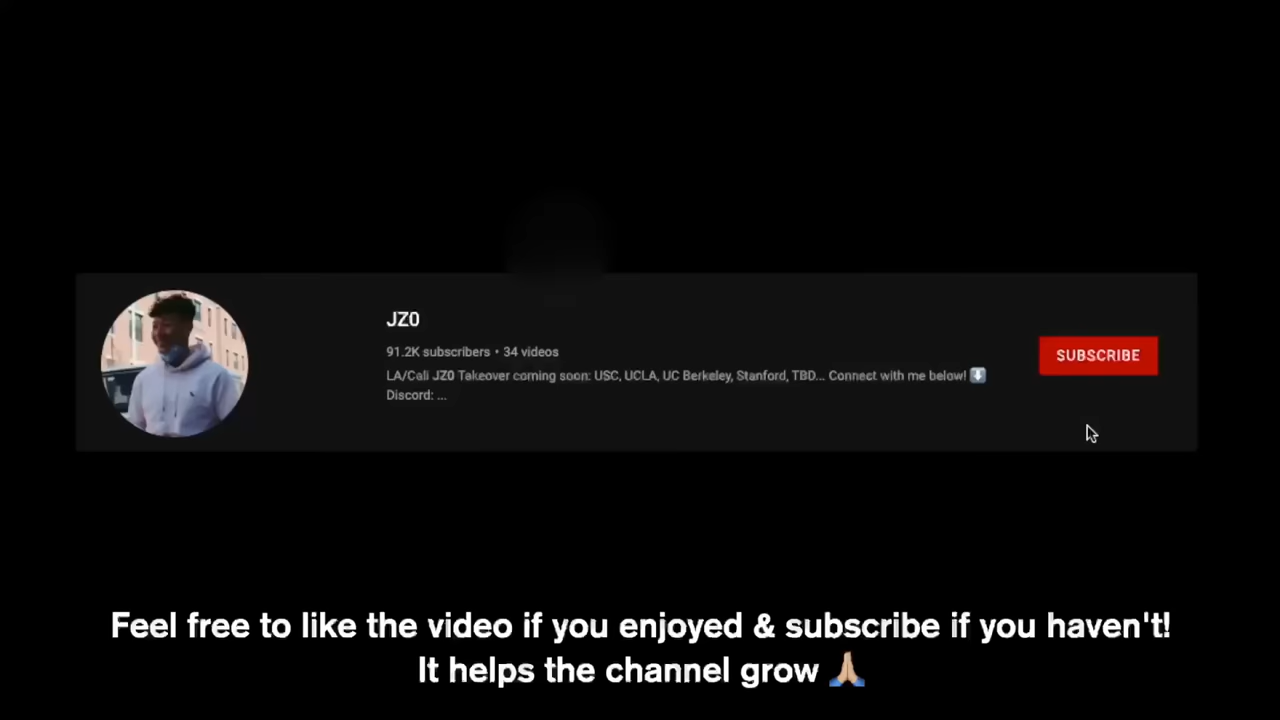 JZ0
91.2K subscribers • 34 videos
LA/Cali JZ0 Takeover coming soon: USC, UCLA, UC Berkeley, Stanford, TBD... Connect with me below! ⬇️
Discord: ...
SUBSCRIBE
Feel free to like the video if you enjoyed & subscribe if you haven't!
It helps the channel grow 🙏🏼